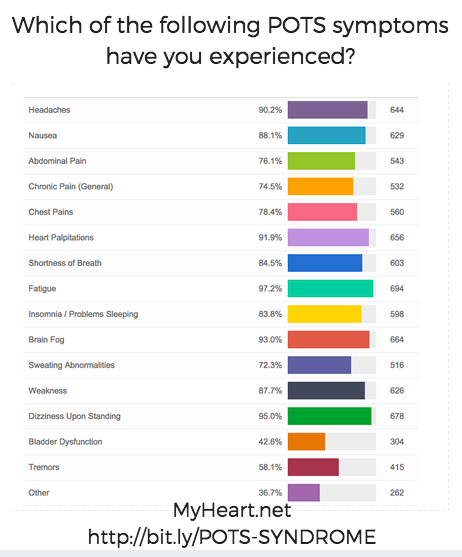 Which of the following POTS symptoms
have you experienced?
Headaches 90.2% 644
Nausea 88.1% 629
Abdominal Pain 76.1% 543
Chronic Pain (General) 74.5% 532
Chest Pains 78.4% 560
Heart Palpitations 91.9% 656
Shortness of Breath 84.5% 603
Fatigue 97.2% 694
Insomnia / Problems Sleeping 83.8% 598
Brain Fog 93.0% 664
Sweating Abnormalities 72.3% 516
Weakness 87.7% 626
Dizziness Upon Standing 95.0% 678
Bladder Dysfunction 42.6% 304
Tremors 58.1% 415
Other 36.7% 262
MyHeart.net
http://bit.ly/POTS-SYNDROME